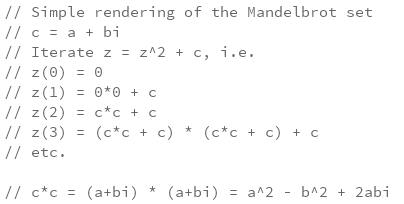 // Simple rendering of the Mandelbrot set
// c = a + bi
// Iterate z = z^2 + c, i.e.
// z(0) = 0
// z(1) = 0*0 + c
// z(2) = c*c + c
// z(3) = (c*c + c) * (c*c + c) + c
// etc.
// c*c = (a+bi) * (a+bi) = a^2 - b^2 + 2abi